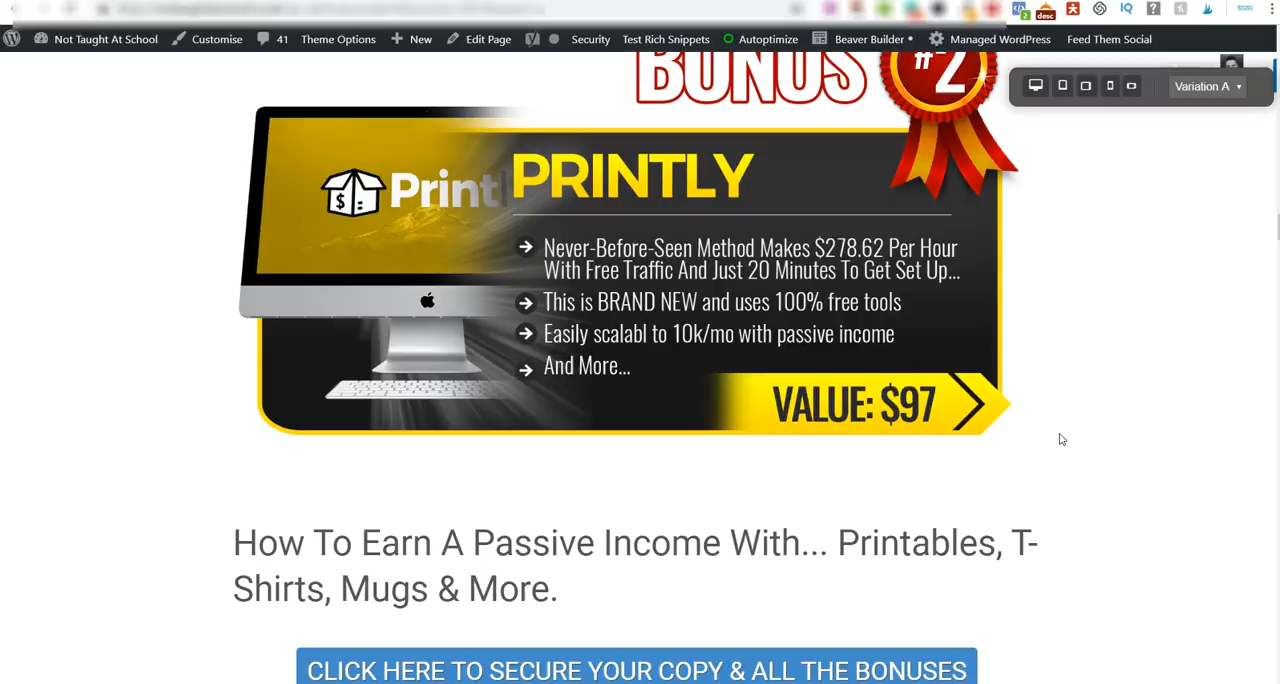 desc
2
IQ
Not Taught At School
Customise
41
Theme Options
New
Edit Page
Security
Test Rich Snippets
Autoptimize
Beaver Builder
Managed WordPress
Feed Them Social
BONUS
#2
Variation A
Print
PRINTLY
Never-Before-Seen Method Makes $278.62 Per Hour
With Free Traffic And Just 20 Minutes To Get Set Up...
This is BRAND NEW and uses 100% free tools
Easily scalabl to 10k/mo with passive income
And More...
VALUE: $97
How To Earn A Passive Income With... Printables, T-
Shirts, Mugs & More.
CLICK HERE TO SECURE YOUR COPY & ALL THE BONUSES